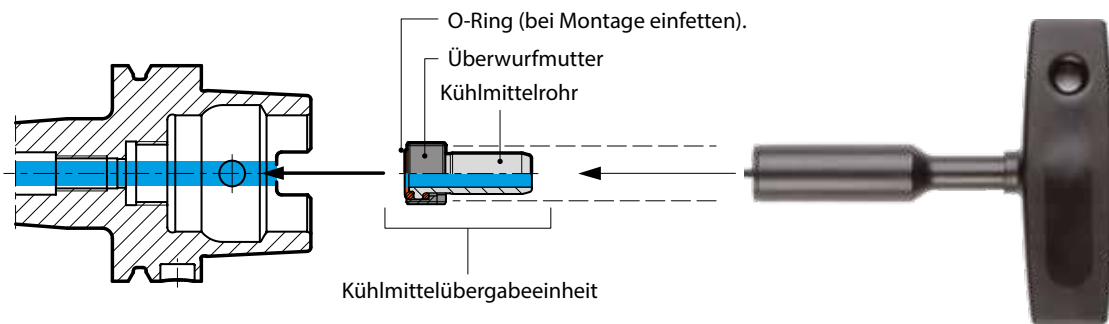 O-Ring (bei Montage einfetten).
Überwurfmutter
Kühlmittelrohr
Kühlmittelübergabeeinheit